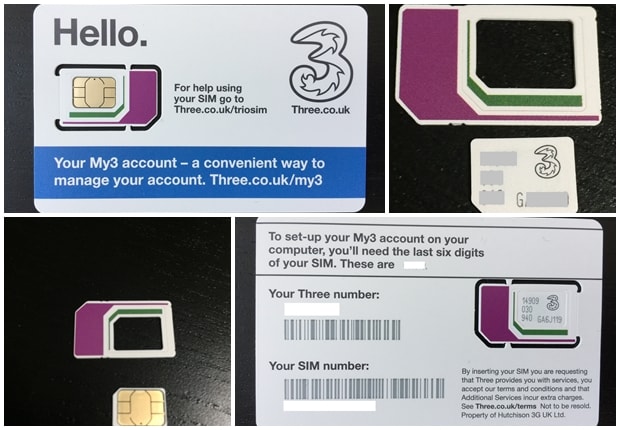 Hello.
For help using
your SIM go to
Three.co.uk/triosim
Three.co.uk
Your My3 account – a convenient way to
manage your account. Three.co.uk/my3
G
To set-up your My3 account on your
computer, you'll need the last six digits
of your SIM. These are
Your Three number:
14909
030
940 GA6J119
Your SIM number:
By inserting your SIM you are requesting
that Three provides you with services, you
accept our terms and conditions and that
Additional Services incur extra charges.
See Three.co.uk/terms Not to be resold.
Property of Hutchison 3G UK Ltd.